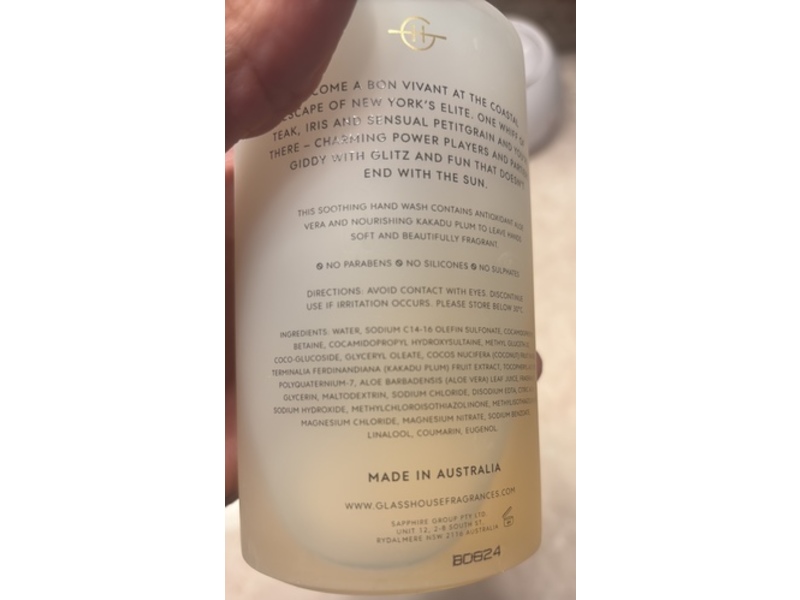 COME A BON VIVANT AT THE COASTAL
ESCAPE OF NEW YORK'S ELITE. ONE WHIFF OF
TEAK, IRIS AND SENSUAL PETITGRAIN AND YOU
THERE – CHARMING POWER PLAYERS AND
GIDDY WITH GLITZ AND FUN THAT DOESN'T
END WITH THE SUN.
THIS SOOTHING HAND WASH CONTAINS ANTIOXIDANT ALOE
VERA AND NOURISHING KAKADU PLUM TO LEAVE HANDS
SOFT AND BEAUTIFULLY FRAGRANT.
NO PARABENS NO SILICONES NO SULPHATES
DIRECTIONS: AVOID CONTACT WITH EYES; DISCONTINUE
USE IF IRRITATION OCCURS. PLEASE STORE BELOW 30°C.
INGREDIENTS: WATER, SODIUM C14-16 OLEFIN SULFONATE,
BETAINE, COCAMIDOPROPYL HYDROXYSULTAINE, METHYL
COCO-GLUCOSIDE, GLYCERYL OLEATE, COCOS NUCIFERA (COCONUT)
TERMINALIA FERDINANDIANA (KAKADU PLUM) FRUIT EXTRACT,
POLYQUATERNIUM-7, ALOE BARBADENSIS (ALOE VERA) LEAF JUICE,
GLYCERIN, MALTODEXTRIN, SODIUM CHLORIDE, DISODIUM EDTA,
SODIUM HYDROXIDE, METHYLCHLOROISOTHIAZOLINONE,
MAGNESIUM CHLORIDE, MAGNESIUM NITRATE, SODIUM BENZOATE,
LINALOOL, COUMARIN, EUGENOL
MADE IN AUSTRALIA
WWW.GLASSHOUSEFRAGRANCES.COM
SAPPHIRE GROUP PTY LTD.
UNIT 12, 2-8 SOUTH ST.
RYDALMERE NSW 2116 AUSTRALIA
B0624